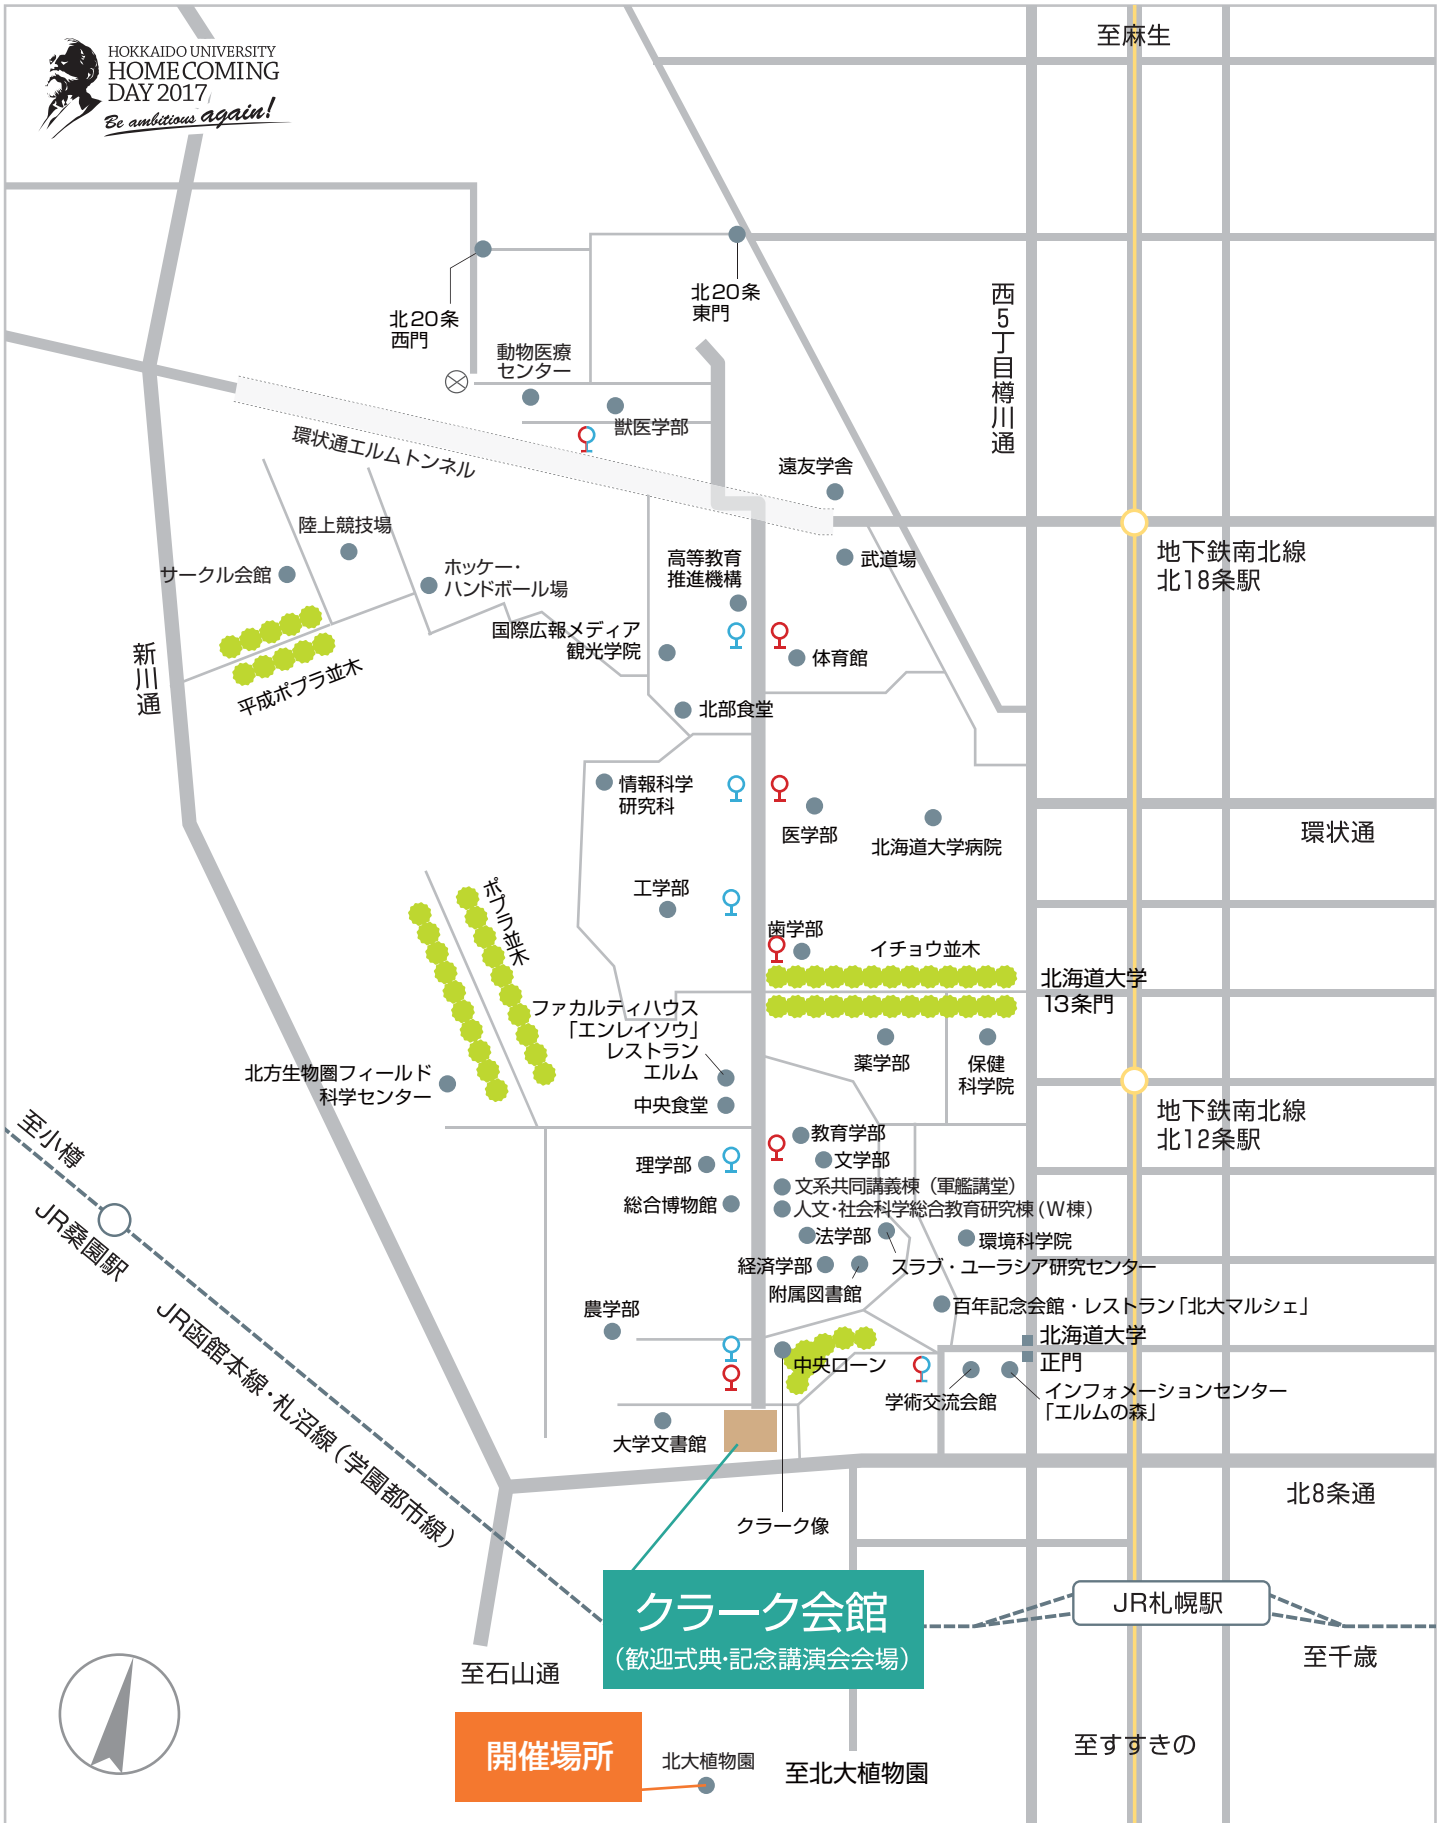 至麻生
HOKKAIDO UNIVERSITY
HOME COMING
DAY 2017
Be ambitious again!
北20条
西門
北20条
東門
西5丁目樽川通
動物医療
センター
獣医学部
環状通エルムトンネル
遠友学舎
陸上競技場
サークル会館
ホッケー・
ハンドボール場
高等教育
推進機構
武道場
地下鉄南北線
北18条駅
国際広報メディア
観光学院
体育館
新川通
平成ポプラ並木
北部食堂
情報科学
研究科
医学部
北海道大学病院
環状通
工学部
ポプラ並木
歯学部
イチョウ並木
北海道大学
13条門
ファカルティハウス
「エンレイソウ」
レストラン
エルム
薬学部
保健
科学院
北方生物圏フィールド
科学センター
中央食堂
地下鉄南北線
北12条駅
至小樽
教育学部
理学部
文学部
文系共同講義棟（軍艦講堂）
総合博物館
人文・社会科学総合教育研究棟(W棟)
JR桑園駅
法学部
環境科学院
経済学部
スラブ・ユーラシア研究センター
附属図書館
農学部
百年記念会館・レストラン「北大マルシェ」
JR函館本線・札沼線（学園都市線）
北海道大学
正門
中央ローン
学術交流会館
インフォメーションセンター
「エルムの森」
大学文書館
北8条通
クラーク像
クラーク会館
（歓迎式典・記念講演会会場）
JR札幌駅
至石山通
至千歳
開催場所
北大植物園
至北大植物園
至すすきの